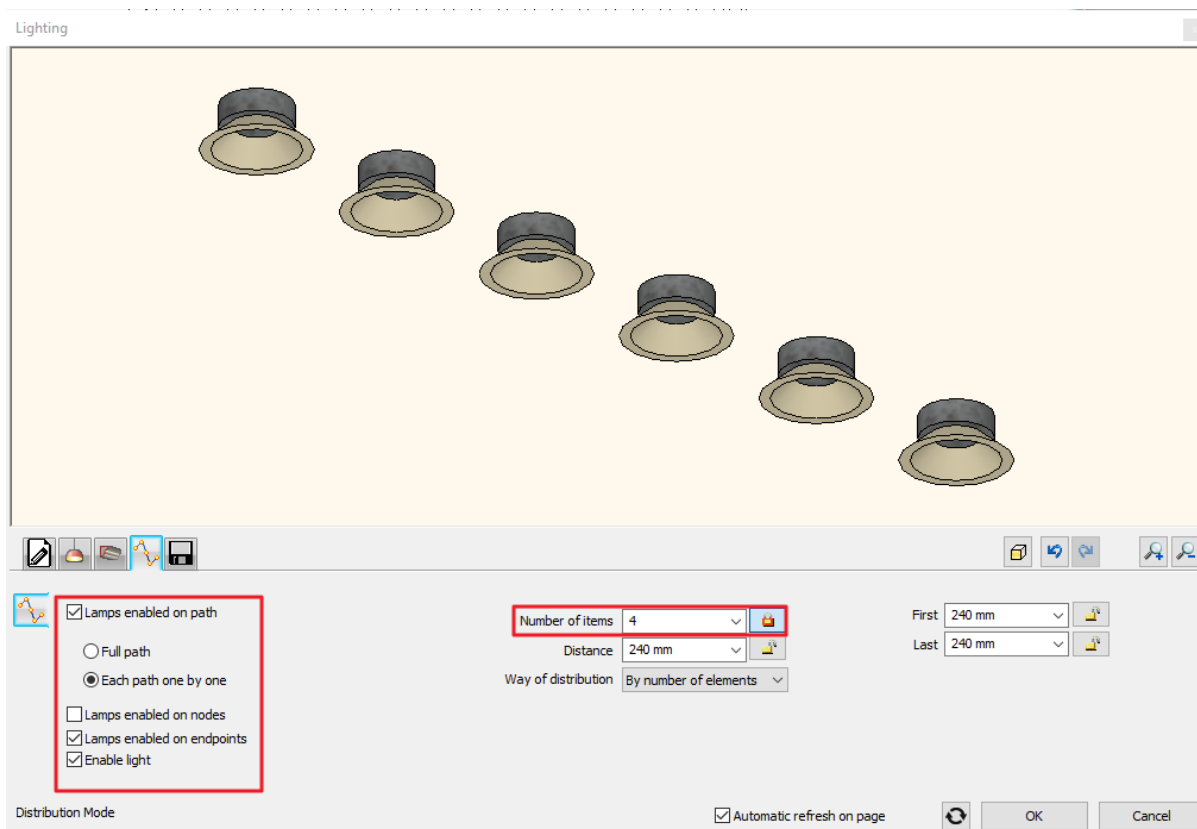 Lighting
Lamps enabled on path
Full path
Each path one by one
Lamps enabled on nodes
Lamps enabled on endpoints
Enable light
Number of items 4
Distance 240 mm
Way of distribution By number of elements
First 240 mm
Last 240 mm
Distribution Mode
Automatic refresh on page
OK
Cancel